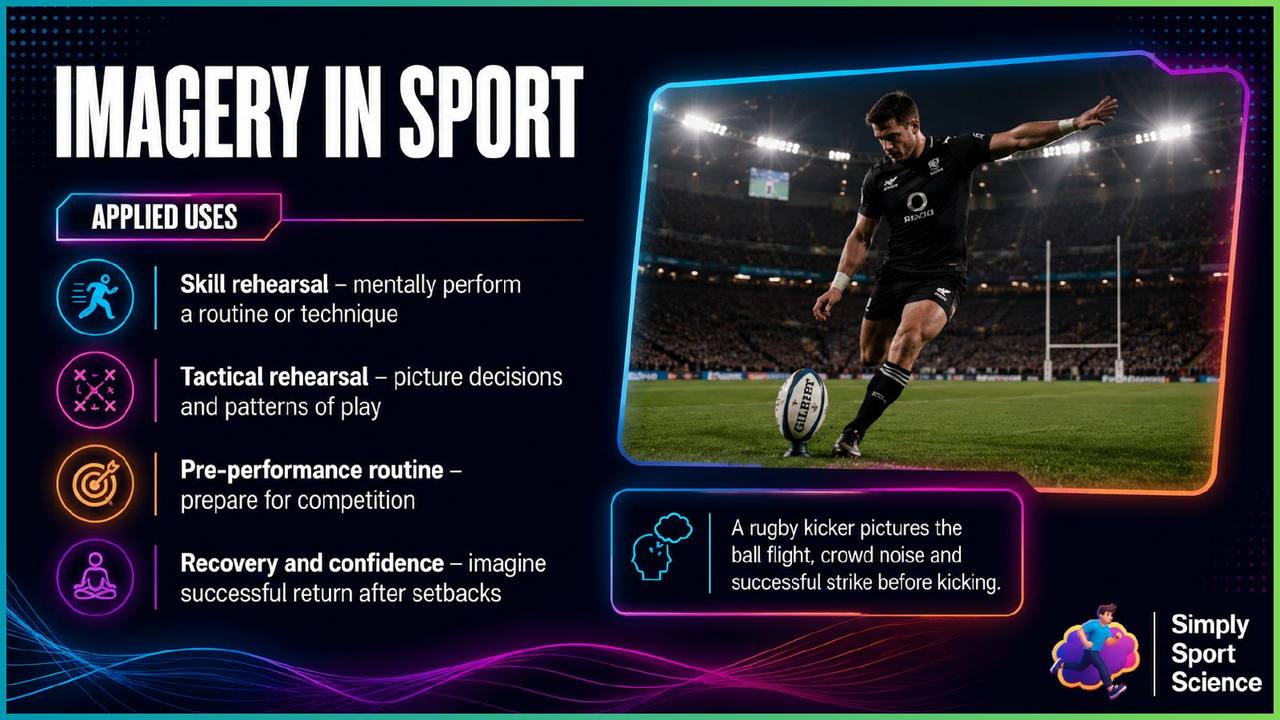 IMAGERY IN SPORT
APPLIED USES
Skill rehearsal – mentally perform
a routine or technique
Tactical rehearsal – picture decisions
and patterns of play
Pre-performance routine –
prepare for competition
Recovery and confidence – imagine
successful return after setbacks
GILBERT
A rugby kicker pictures the
ball flight, crowd noise and
successful strike before kicking.
Simply
Sport
Science